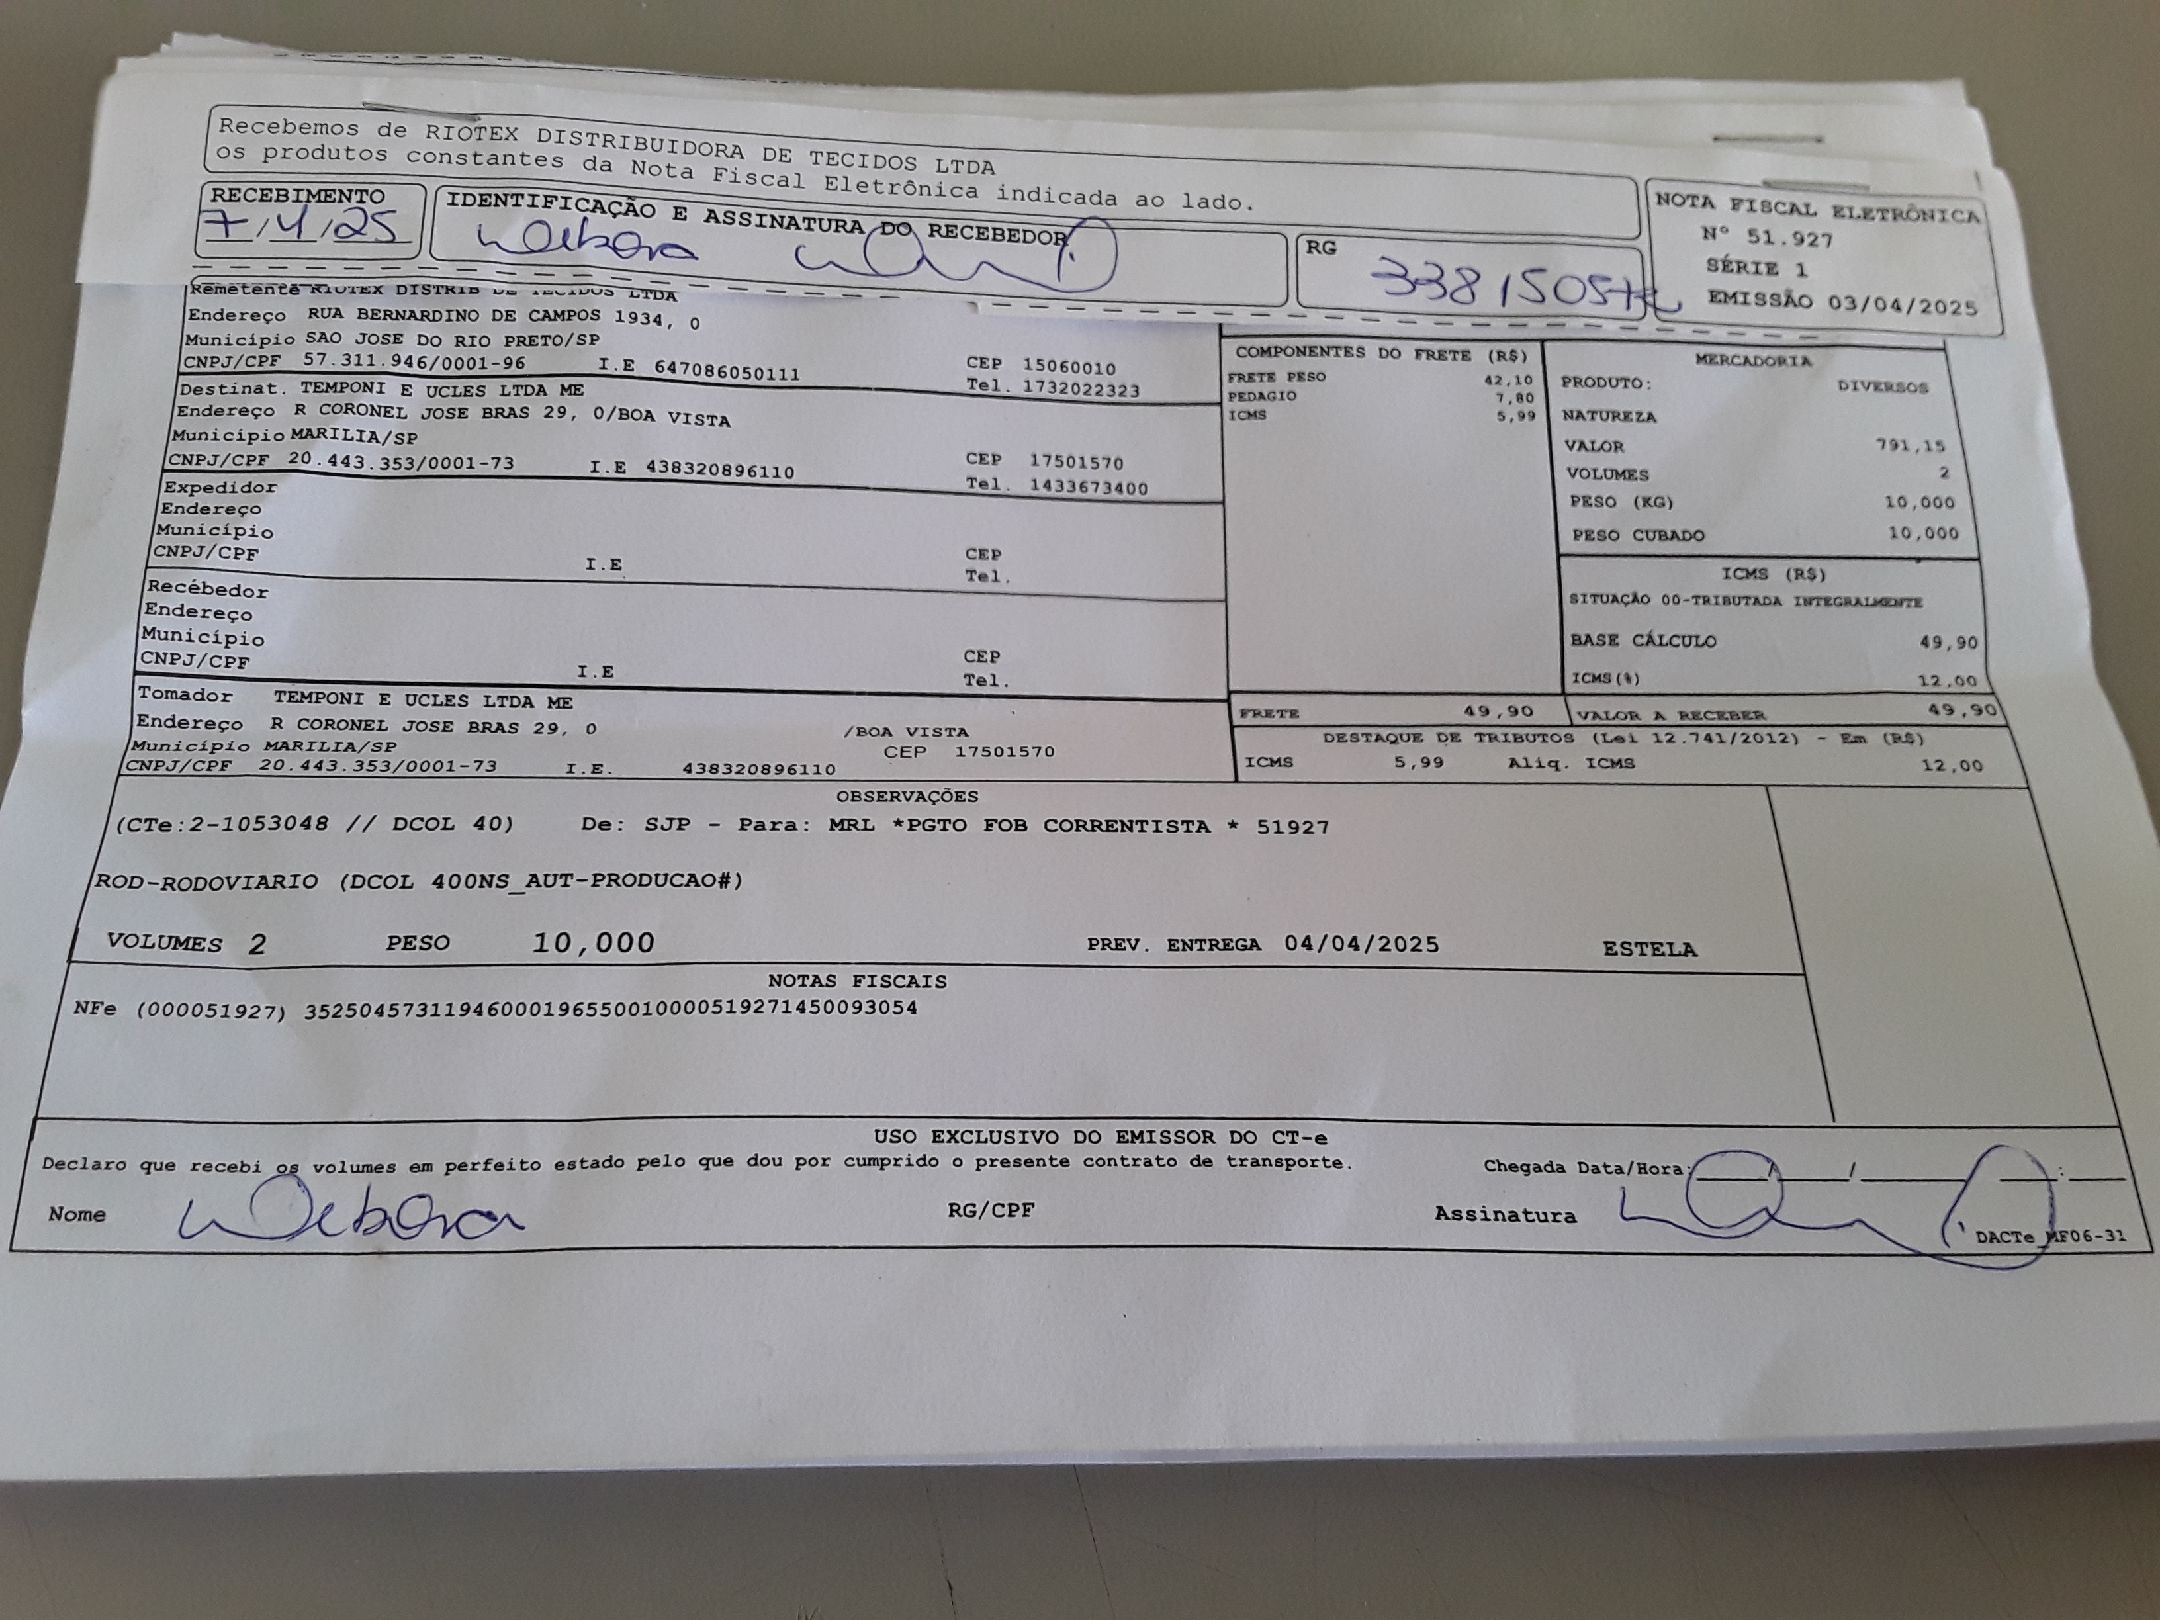 Recebemos de RIOTEX DISTRIBUIDORA DE TECIDOS LTDA
os produtos constantes da Nota Fiscal Eletrônica indicada ao lado.
RECEBIMENTO
7/4/25
IDENTIFICAÇÃO E ASSINATURA DO RECEBEDOR
Debora
RG
NOTA FISCAL ELETRÔNICA
Nº 51.927
SÉRIE 1
EMISSÃO 03/04/2025
Remetente RIOTEX DISTRIB DE TECIDOS LTDA
Endereço RUA BERNARDINO DE CAMPOS 1934, 0
Município SAO JOSE DO RIO PRETO/SP
CNPJ/CPF 57.311.946/0001-96 I.E 647086050111 CEP 15060010
Tel. 1732022323
Destinat. TEMPONI E UCLES LTDA ME
Endereço R CORONEL JOSE BRAS 29, 0/BOA VISTA
Município MARILIA/SP
CNPJ/CPF 20.443.353/0001-73 I.E 438320896110 CEP 17501570
Tel. 1433673400
Expedidor
Endereço
Município
CNPJ/CPF I.E CEP
Tel.
Recebedor
Endereço
Município
CNPJ/CPF I.E CEP
Tel.
Tomador TEMPONI E UCLES LTDA ME
Endereço R CORONEL JOSE BRAS 29, 0 /BOA VISTA
Município MARILIA/SP CEP 17501570
CNPJ/CPF 20.443.353/0001-73 I.E. 438320896110
COMPONENTES DO FRETE (R$)
FRETE PESO 42,10
PEDAGIO 7,80
ICMS 5,99
MERCADORIA
PRODUTO: DIVERSOS
NATUREZA
VALOR 791,15
VOLUMES 2
PESO (KG) 10,000
PESO CUBADO 10,000
ICMS (R$)
SITUAÇÃO 00-TRIBUTADA INTEGRALMENTE
BASE CÁLCULO 49,90
ICMS(%) 12,00
FRETE 49,90 VALOR A RECEBER 49,90
DESTAQUE DE TRIBUTOS (Lei 12.741/2012) - Em (R$)
ICMS 5,99 Aliq. ICMS 12,00
OBSERVAÇÕES
(CTe:2-1053048 // DCOL 40) De: SJP - Para: MRL *PGTO FOB CORRENTISTA * 51927
ROD-RODOVIARIO (DCOL 400NS_AUT-PRODUCAO#)
VOLUMES 2 PESO 10,000 PREV. ENTREGA 04/04/2025 ESTELA
NOTAS FISCAIS
NFe (000051927) 35250457311946000196550010000519271450093054
USO EXCLUSIVO DO EMISSOR DO CT-e
Declaro que recebi os volumes em perfeito estado pelo que dou por cumprido o presente contrato de transporte. Chegada Data/Hora: / / :
Nome Debora RG/CPF Assinatura
DACTe_MF06-31